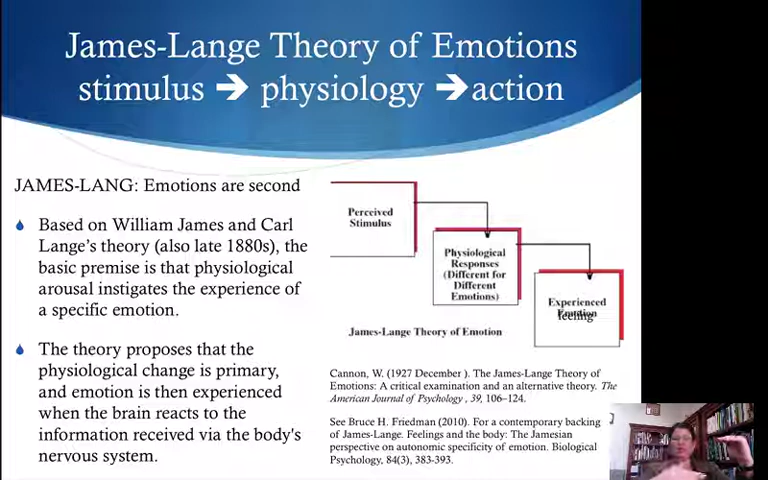 James-Lange Theory of Emotions
stimulus ➔ physiology ➔action
JAMES-LANG: Emotions are second
Based on William James and Carl
Lange's theory (also late 1880s), the
basic premise is that physiological
arousal instigates the experience of
a specific emotion.
The theory proposes that the
physiological change is primary,
and emotion is then experienced
when the brain reacts to the
information received via the body's
nervous system.
Perceived
Stimulus
Physiological
Responses
(Different for
Different
Emotions)
Experienced
Emotion
feeling
James-Lange Theory of Emotion
Cannon, W. (1927 December ). The James-Lange Theory of
Emotions: A critical examination and an alternative theory. The
American Journal of Psychology , 39, 106–124.
See Bruce H. Friedman (2010). For a contemporary backing
of James-Lange. Feelings and the body: The Jamesian
perspective on autonomic specificity of emotion. Biological
Psychology, 84(3), 383-393.